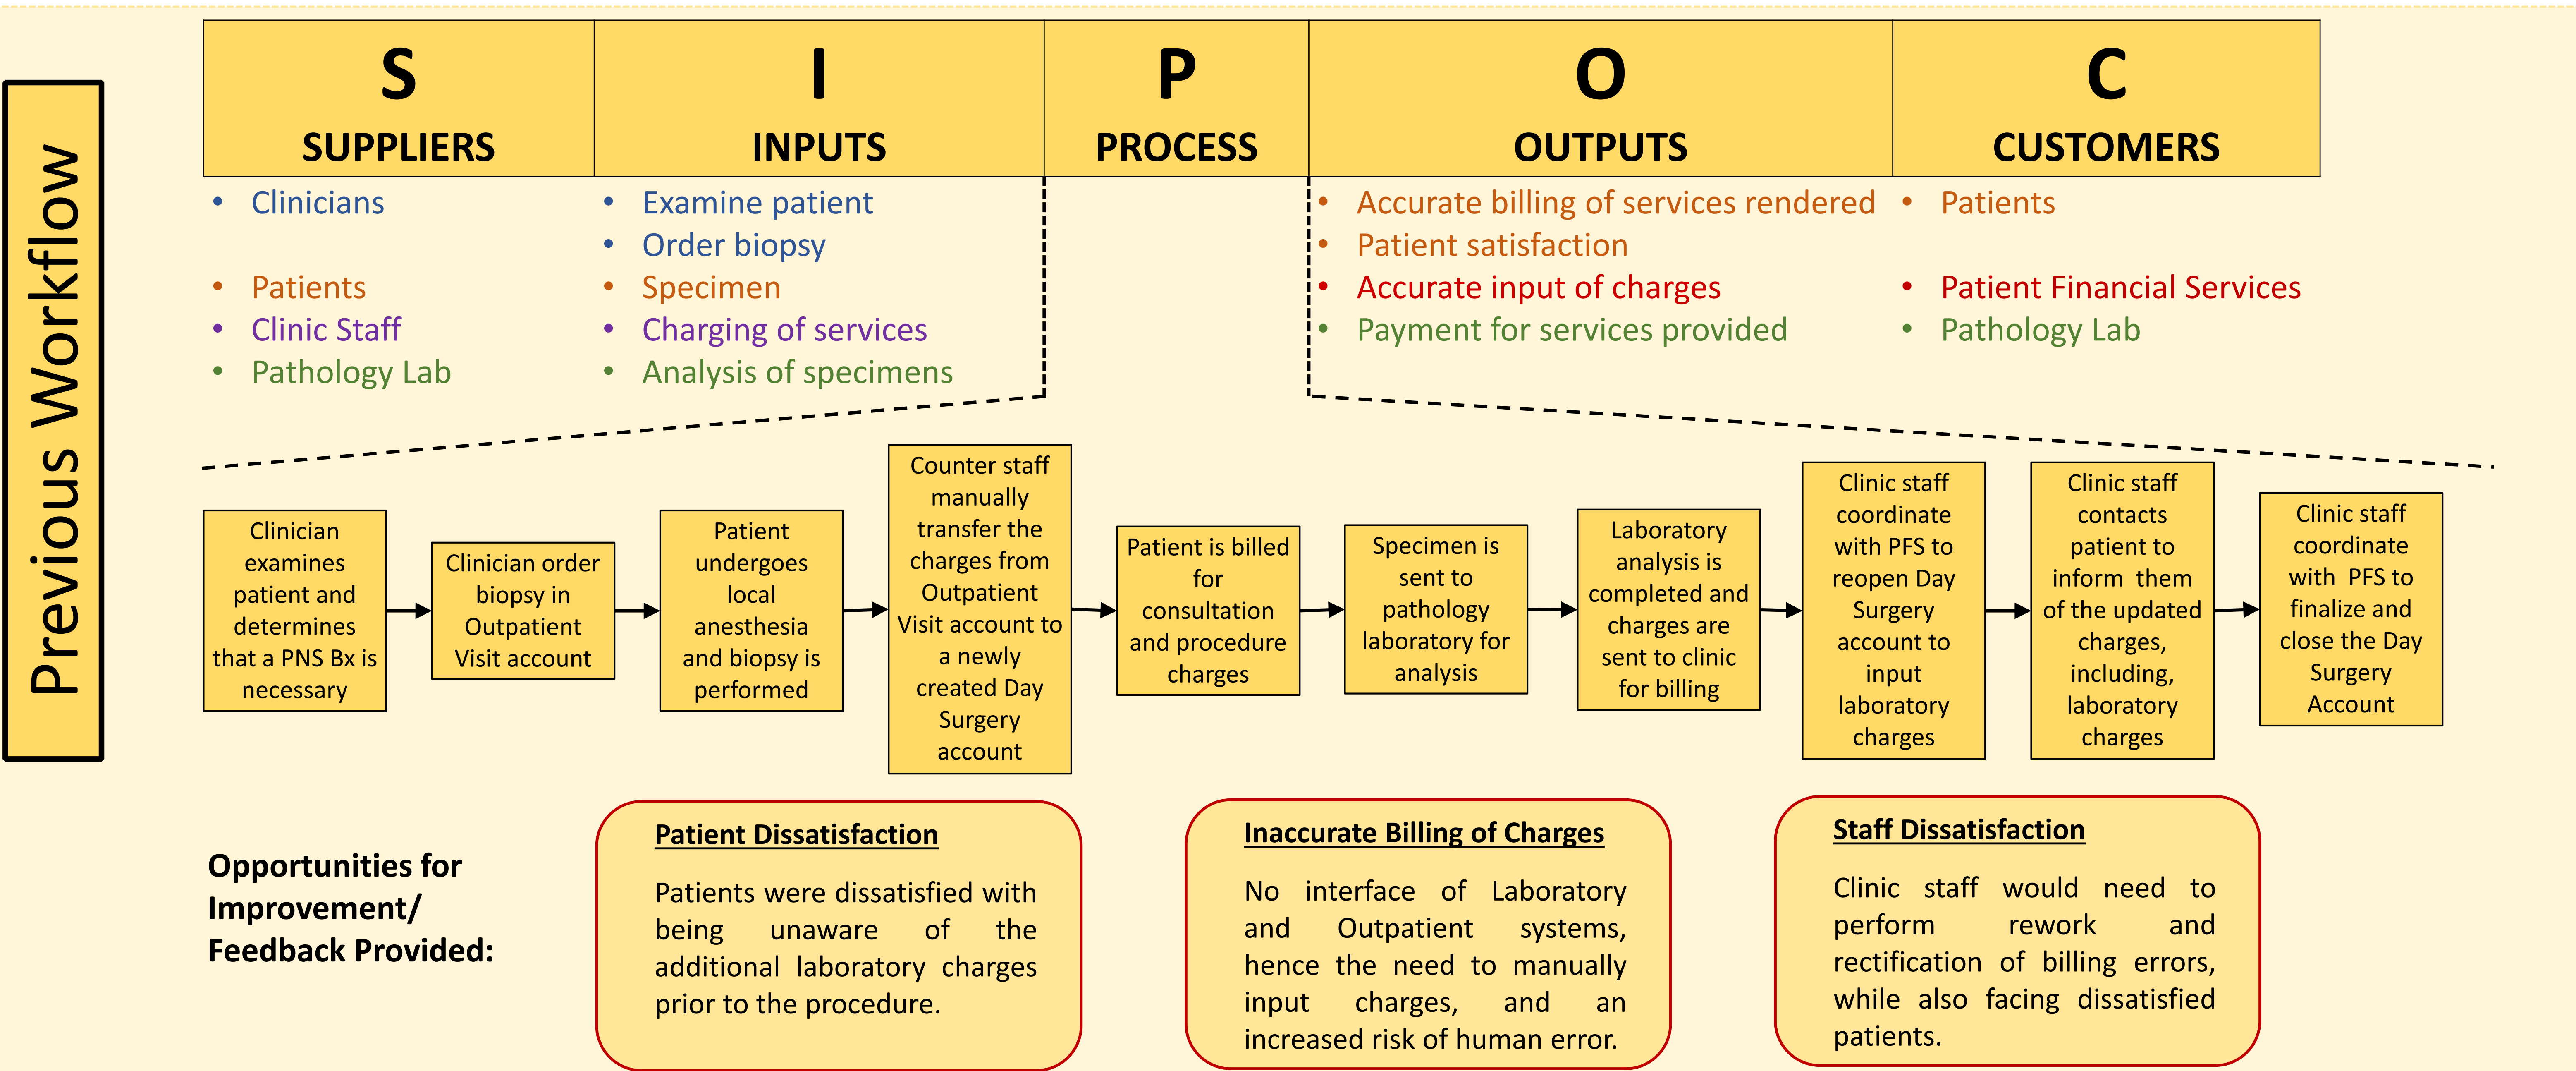 Previous Workflow
S
SUPPLIERS
I
INPUTS
P
PROCESS
O
OUTPUTS
C
CUSTOMERS
• Clinicians
• Patients
• Clinic Staff
• Pathology Lab
• Examine patient
• Order biopsy
• Specimen
• Charging of services
• Analysis of specimens
• Accurate billing of services rendered
• Patient satisfaction
• Accurate input of charges
• Payment for services provided
• Patients
• Patient Financial Services
• Pathology Lab
Clinician
examines
patient and
determines
that a PNS Bx is
necessary
Clinician order
biopsy in
Outpatient
Visit account
Patient
undergoes
local
anesthesia
and biopsy is
performed
Counter staff
manually
transfer the
charges from
Outpatient
Visit account to
a newly
created Day
Surgery
account
Patient is billed
for
consultation
and procedure
charges
Specimen is
sent to
pathology
laboratory for
analysis
Laboratory
analysis is
completed and
charges are
sent to clinic
for billing
Clinic staff
coordinate
with PFS to
reopen Day
Surgery
account to
input
laboratory
charges
Clinic staff
contacts
patient to
inform them
of the updated
charges,
including,
laboratory
charges
Clinic staff
coordinate
with PFS to
finalize and
close the Day
Surgery
Account
Opportunities for
Improvement/
Feedback Provided:
Patient Dissatisfaction
Patients were dissatisfied with
being unaware of the
additional laboratory charges
prior to the procedure.
Inaccurate Billing of Charges
No interface of Laboratory
and Outpatient systems,
hence the need to manually
input charges, and an
increased risk of human error.
Staff Dissatisfaction
Clinic staff would need to
perform rework and
rectification of billing errors,
while also facing dissatisfied
patients.